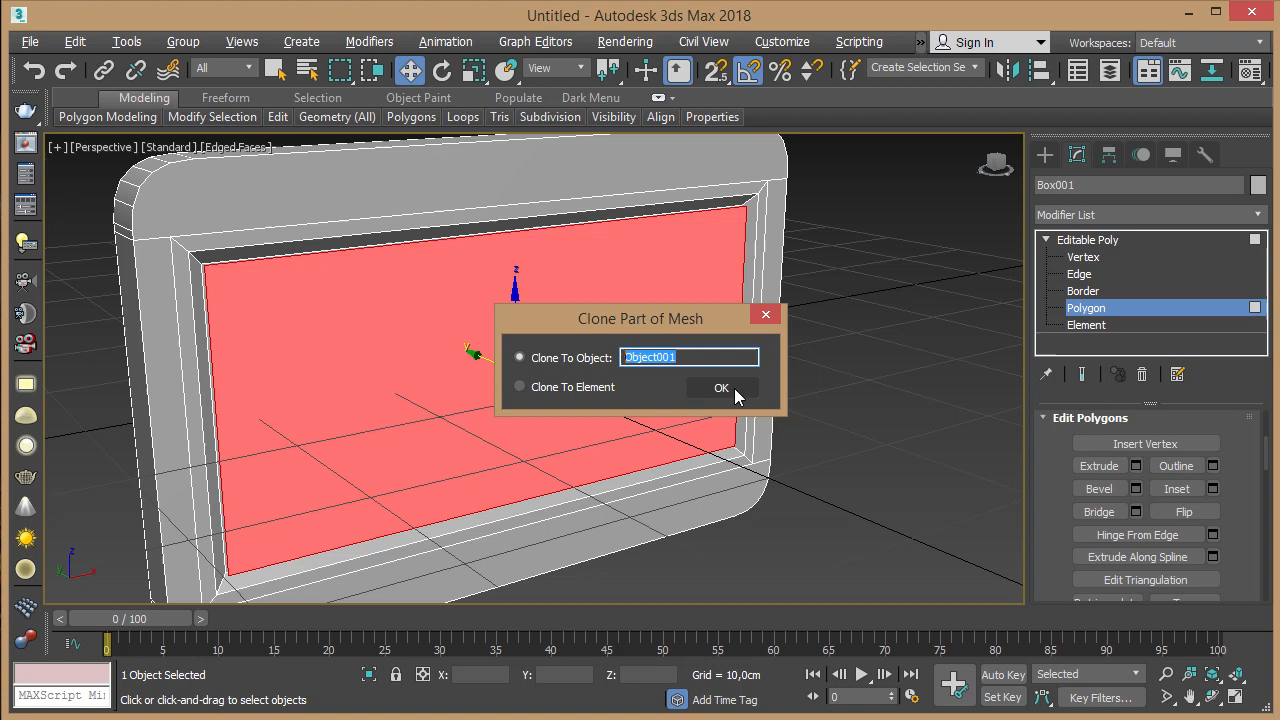 3 Untitled - Autodesk 3ds Max 2018
File Edit Tools Group Views Create Modifiers Animation Graph Editors Rendering Civil View Customize Scripting » Sign In Workspaces: Default
All View Create Selection Se
Modeling Freeform Selection Object Paint Populate Dark Menu
Polygon Modeling Modify Selection Edit Geometry (All) Polygons Loops Tris Subdivision Visibility Align Properties
[+] [Perspective] [Standard] [Edged Faces]
Box001
Modifier List
Editable Poly
Vertex
Edge
Border
Polygon
Element
z
y
Clone Part of Mesh
Clone To Object: Object001
Clone To Element OK
Edit Polygons
Insert Vertex
Extrude Outline
Bevel Inset
Bridge Flip
Hinge From Edge
Extrude Along Spline
Edit Triangulation
z
y x
< 0 / 100 >
0 5 10 15 20 25 30 35 40 45 50 55 60 65 70 75 80 85 90 95 100
1 Object Selected X: Y: Z: Grid = 10,0cm Auto Key Selected
MAXScript Mi Click or click-and-drag to select objects Add Time Tag 0 Set Key Key Filters...